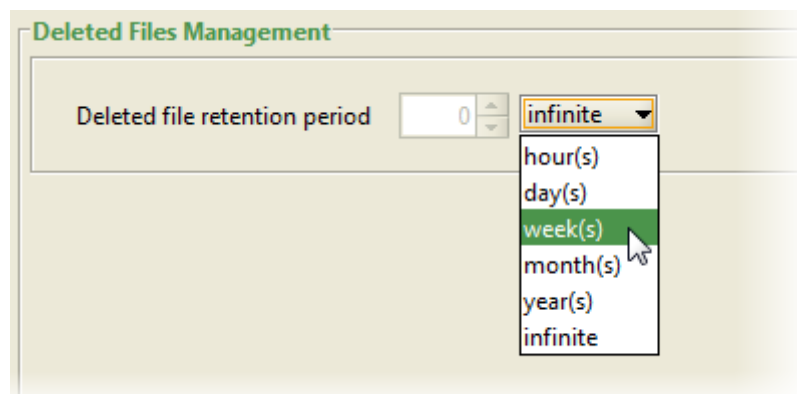 Deleted Files Management
Deleted file retention period 0 infinite
hour(s)
day(s)
week(s)
month(s)
year(s)
infinite